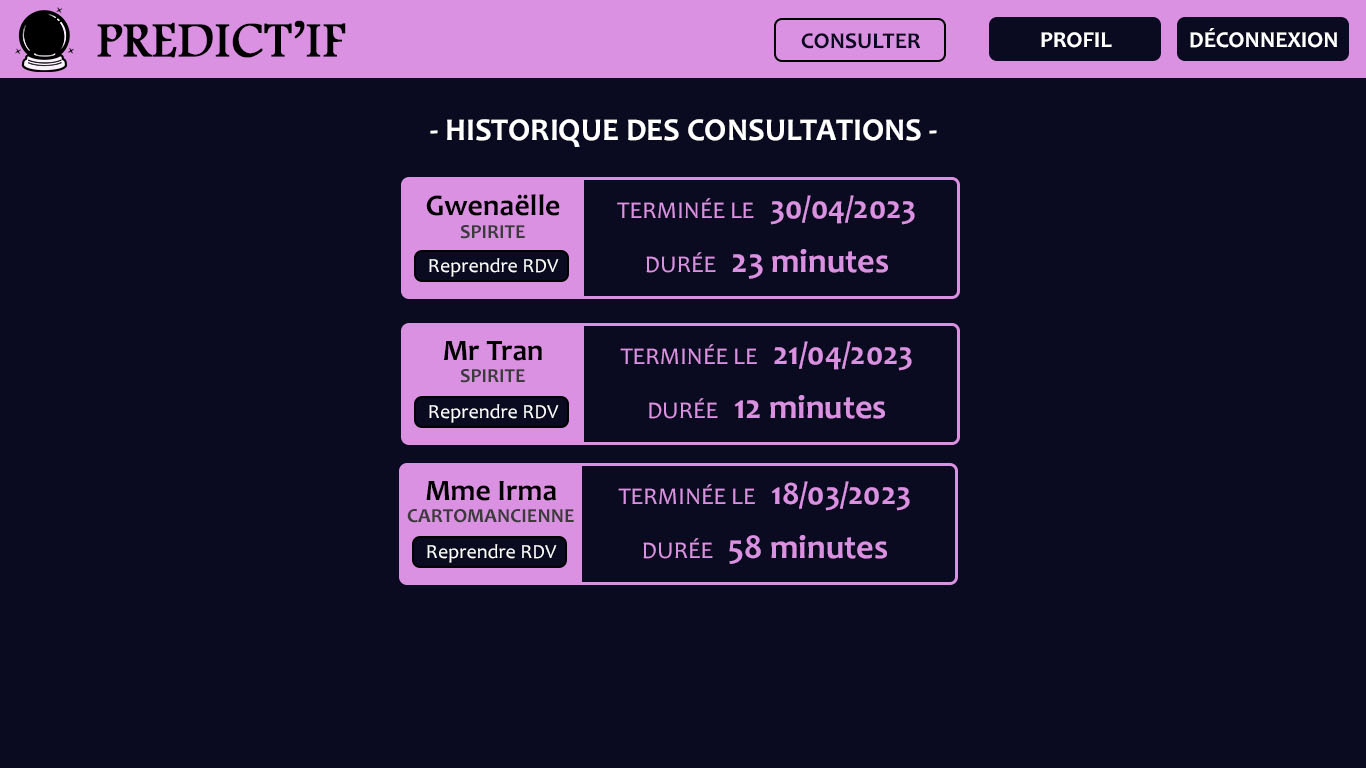 PREDICT’IF
CONSULTER
PROFIL
DÉCONNEXION
- HISTORIQUE DES CONSULTATIONS -
Gwenaëlle
SPIRITE
Reprendre RDV
TERMINÉE LE 30/04/2023
DURÉE 23 minutes
Mr Tran
SPIRITE
Reprendre RDV
TERMINÉE LE 21/04/2023
DURÉE 12 minutes
Mme Irma
CARTOMANCIENNE
Reprendre RDV
TERMINÉE LE 18/03/2023
DURÉE 58 minutes